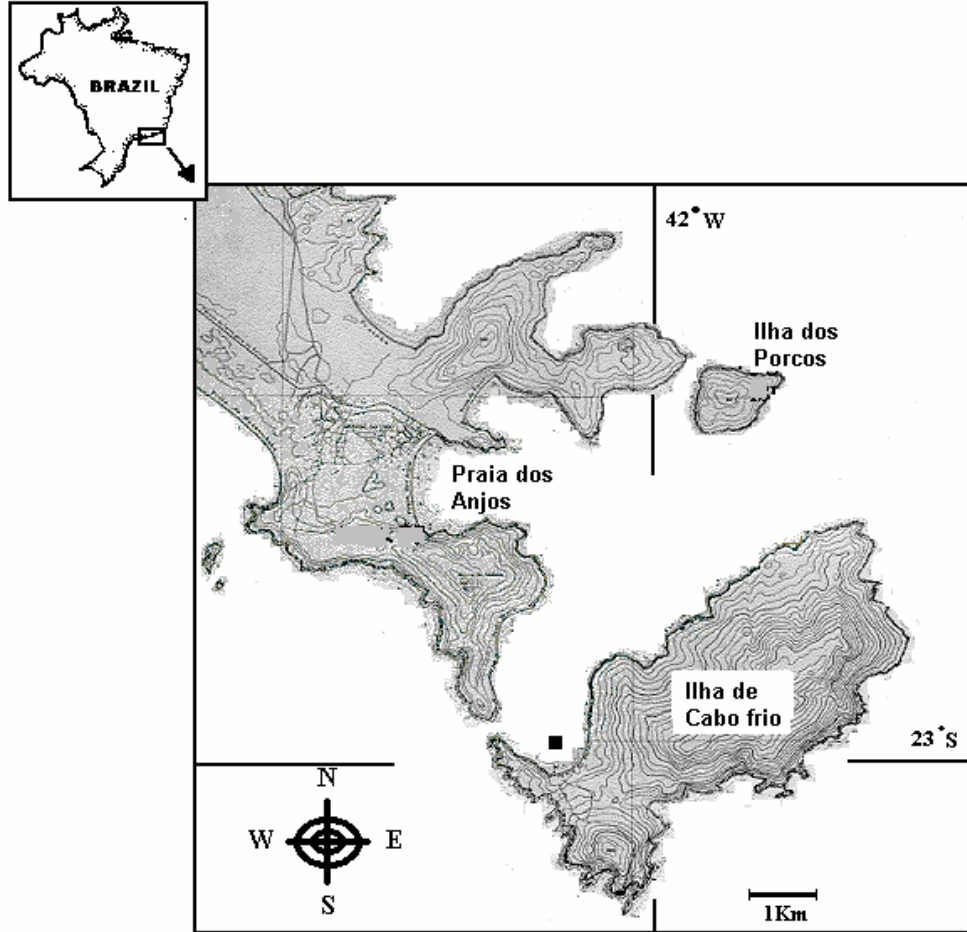 BRAZIL
42° W
Ilha dos
Porcos
Praia dos
Anjos
Ilha de
Cabo frio
23° S
N
W E
S
1Km